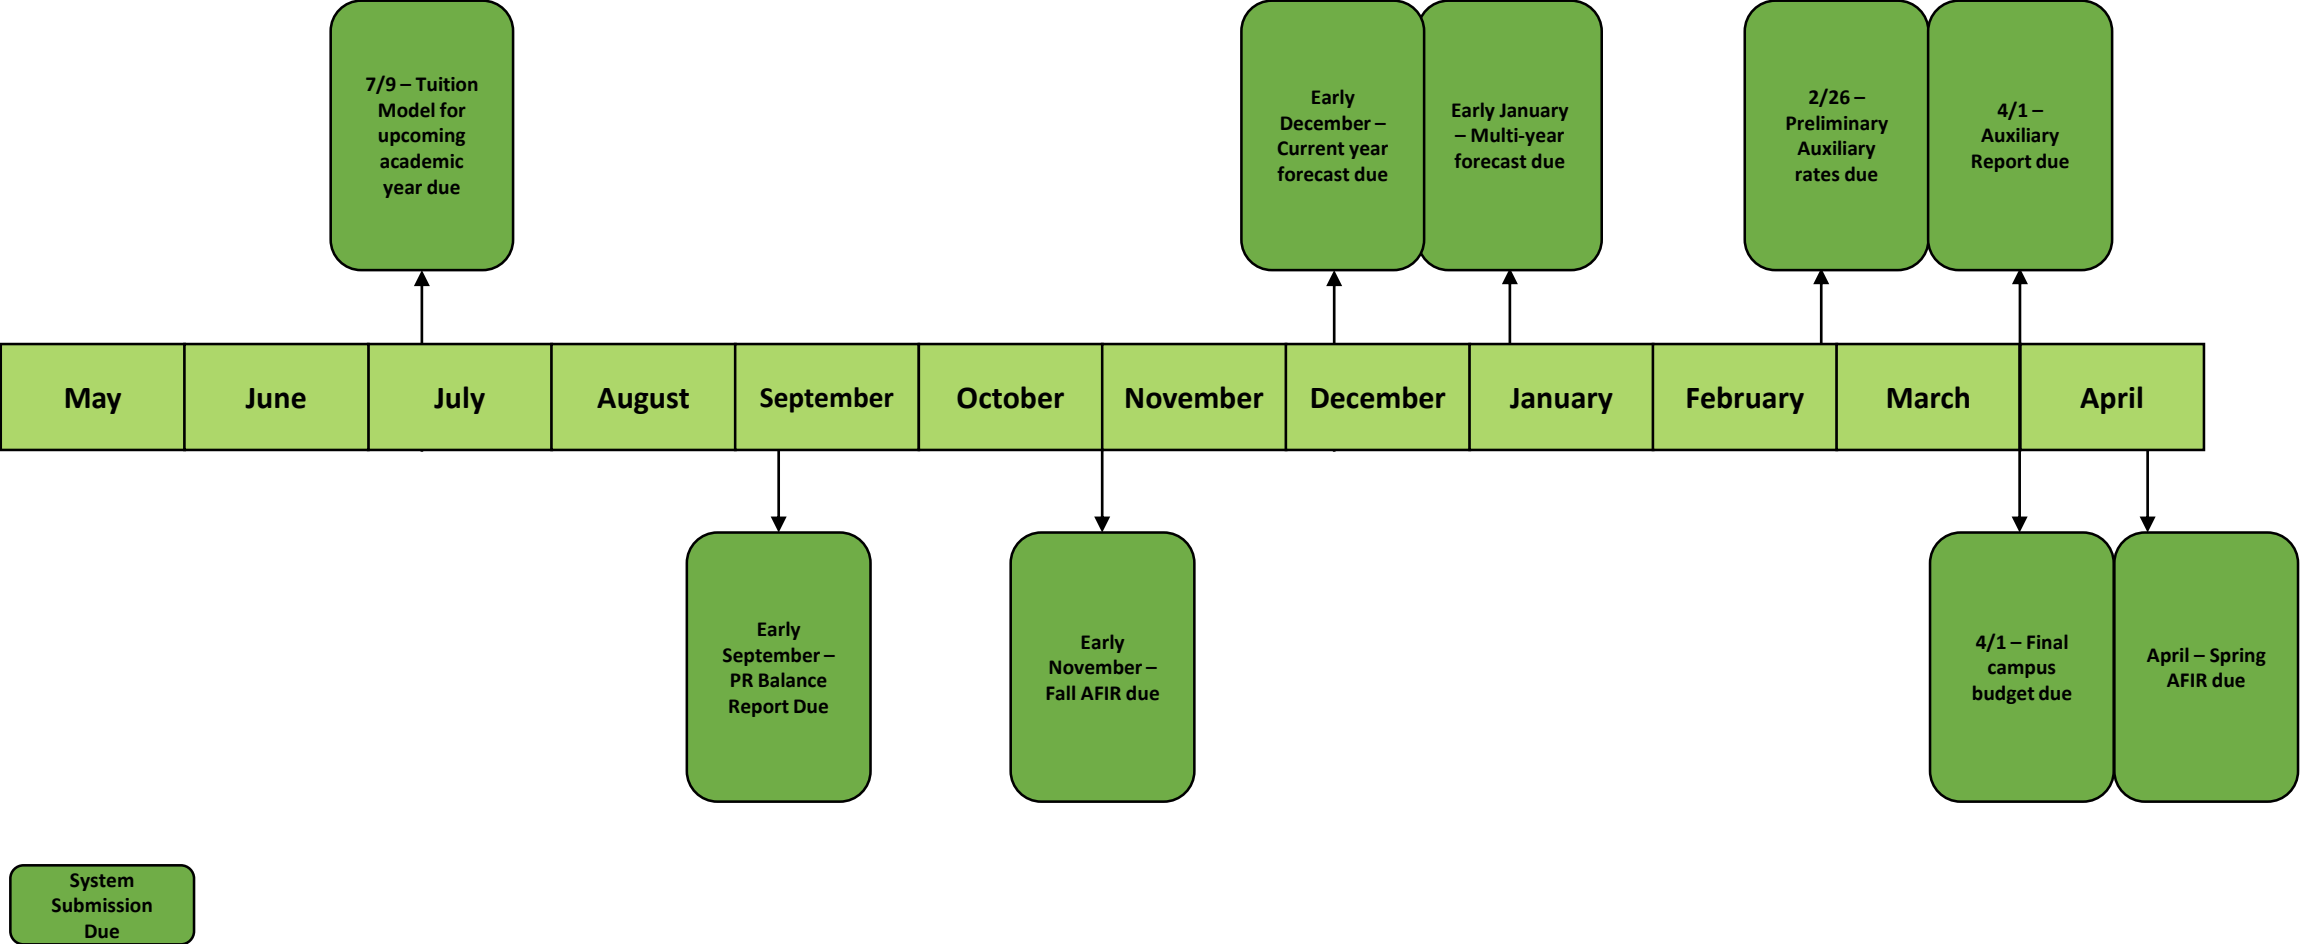 7/9 – Tuition
Model for
upcoming
academic
year due
Early
December –
Current year
forecast due
Early January
– Multi-year
forecast due
2/26 –
Preliminary
Auxiliary
rates due
4/1 –
Auxiliary
Report due
May
June
July
August
September
October
November
December
January
February
March
April
Early
September –
PR Balance
Report Due
Early
November –
Fall AFIR due
4/1 – Final
campus
budget due
April – Spring
AFIR due
System
Submission
Due